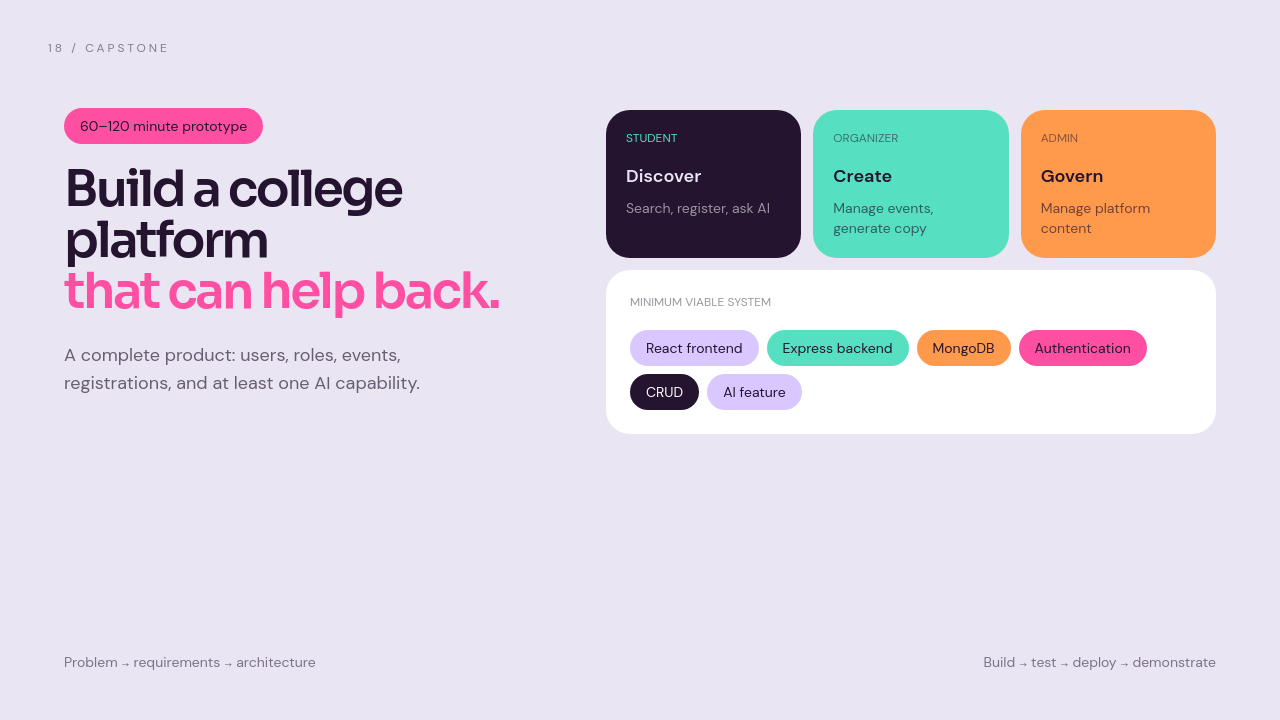 18 / CAPSTONE
60–120 minute prototype
Build a college
platform
that can help back.
A complete product: users, roles, events,
registrations, and at least one AI capability.
STUDENT
Discover
Search, register, ask AI
ORGANIZER
Create
Manage events,
generate copy
ADMIN
Govern
Manage platform
content
MINIMUM VIABLE SYSTEM
React frontend
Express backend
MongoDB
Authentication
CRUD
AI feature
Problem → requirements → architecture
Build → test → deploy → demonstrate